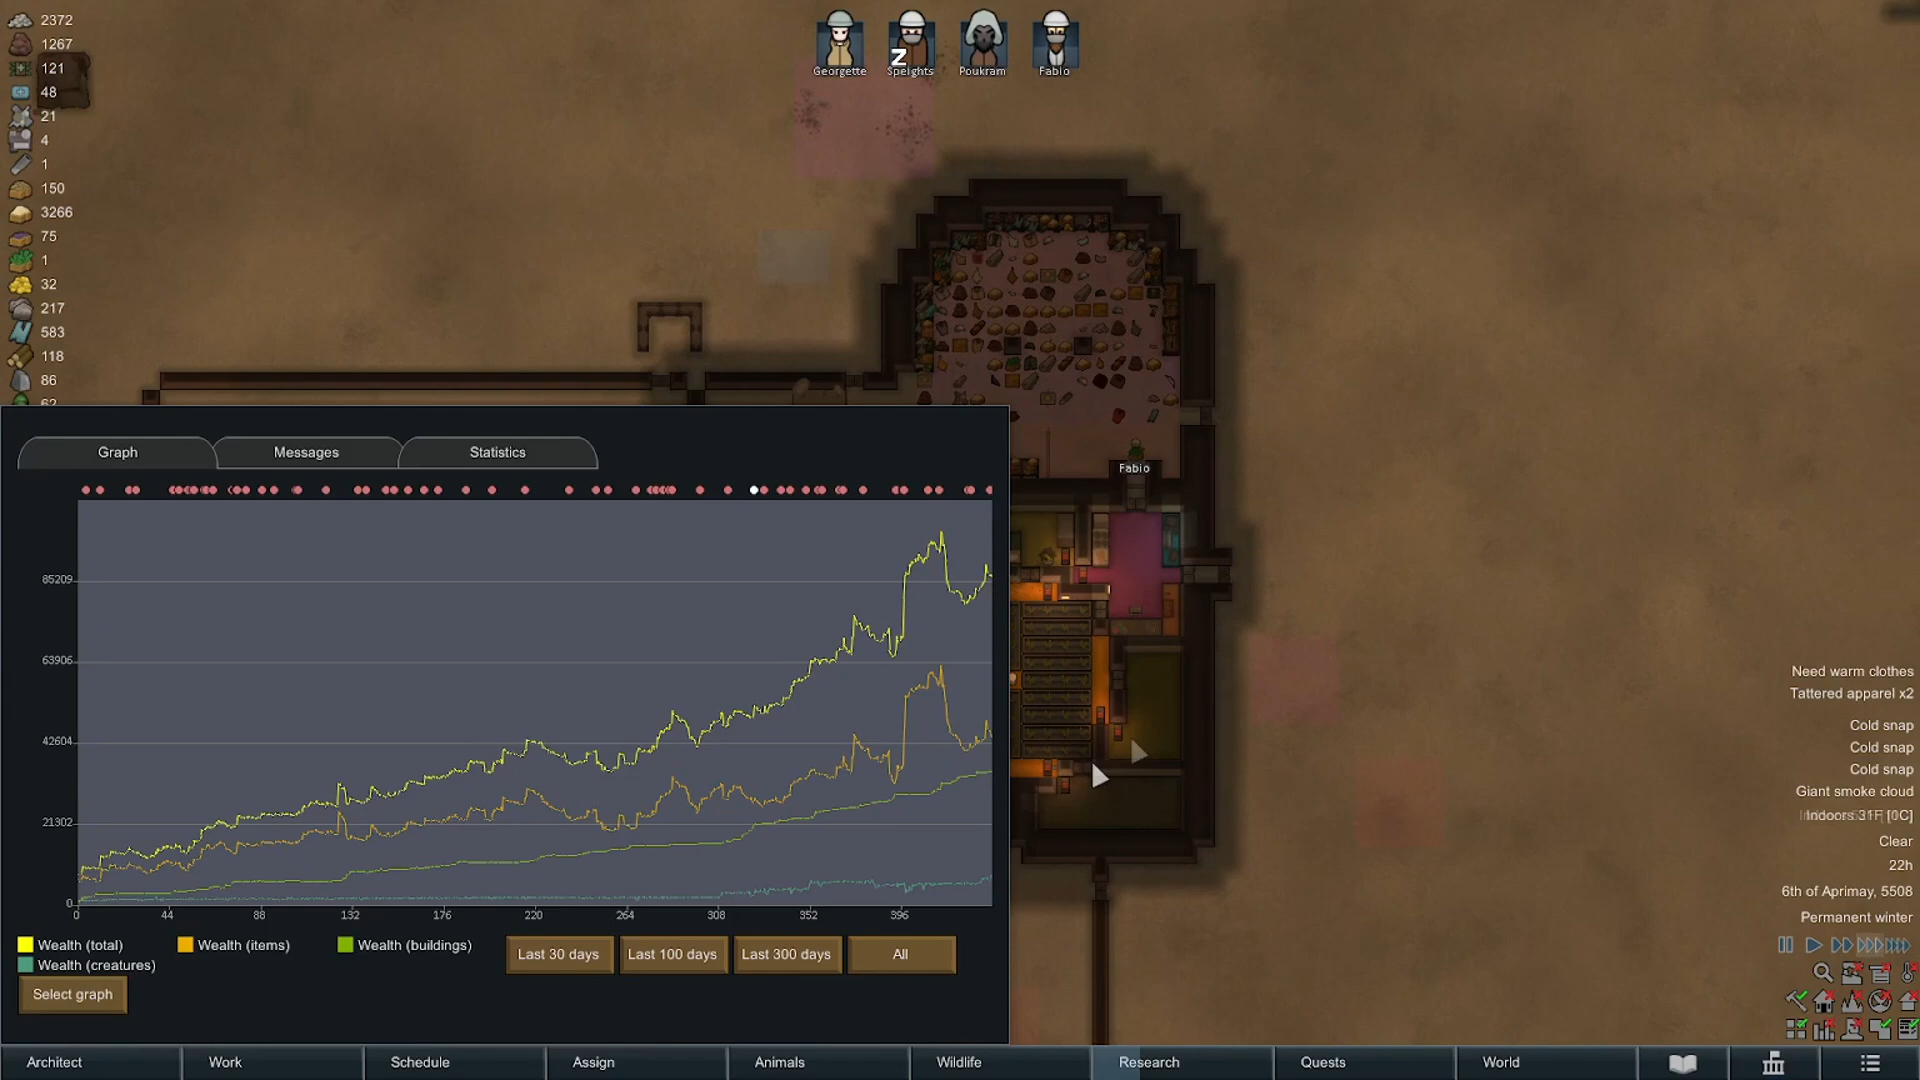 2372
1267
121
48
21
4
1
150
3266
75
1
32
217
583
118
86
62
Georgette
Z
Speights
Poukram
Fabio
Graph
Messages
Statistics
Fabio
85209
63906
42604
21302
0
0
44
88
132
176
220
264
308
352
396
Wealth (total)
Wealth (items)
Wealth (buildings)
Wealth (creatures)
Last 30 days
Last 100 days
Last 300 days
All
Select graph
Need warm clothes
Tattered apparel x2
Cold snap
Cold snap
Cold snap
Giant smoke cloud
Indoors 31F [0C]
Clear
22h
6th of Aprimay, 5508
Permanent winter
Architect
Work
Schedule
Assign
Animals
Wildlife
Research
Quests
World